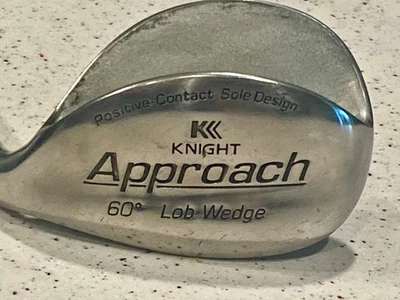 Positive-Contact Sole Design
KNIGHT
Approach
60° Lob Wedge